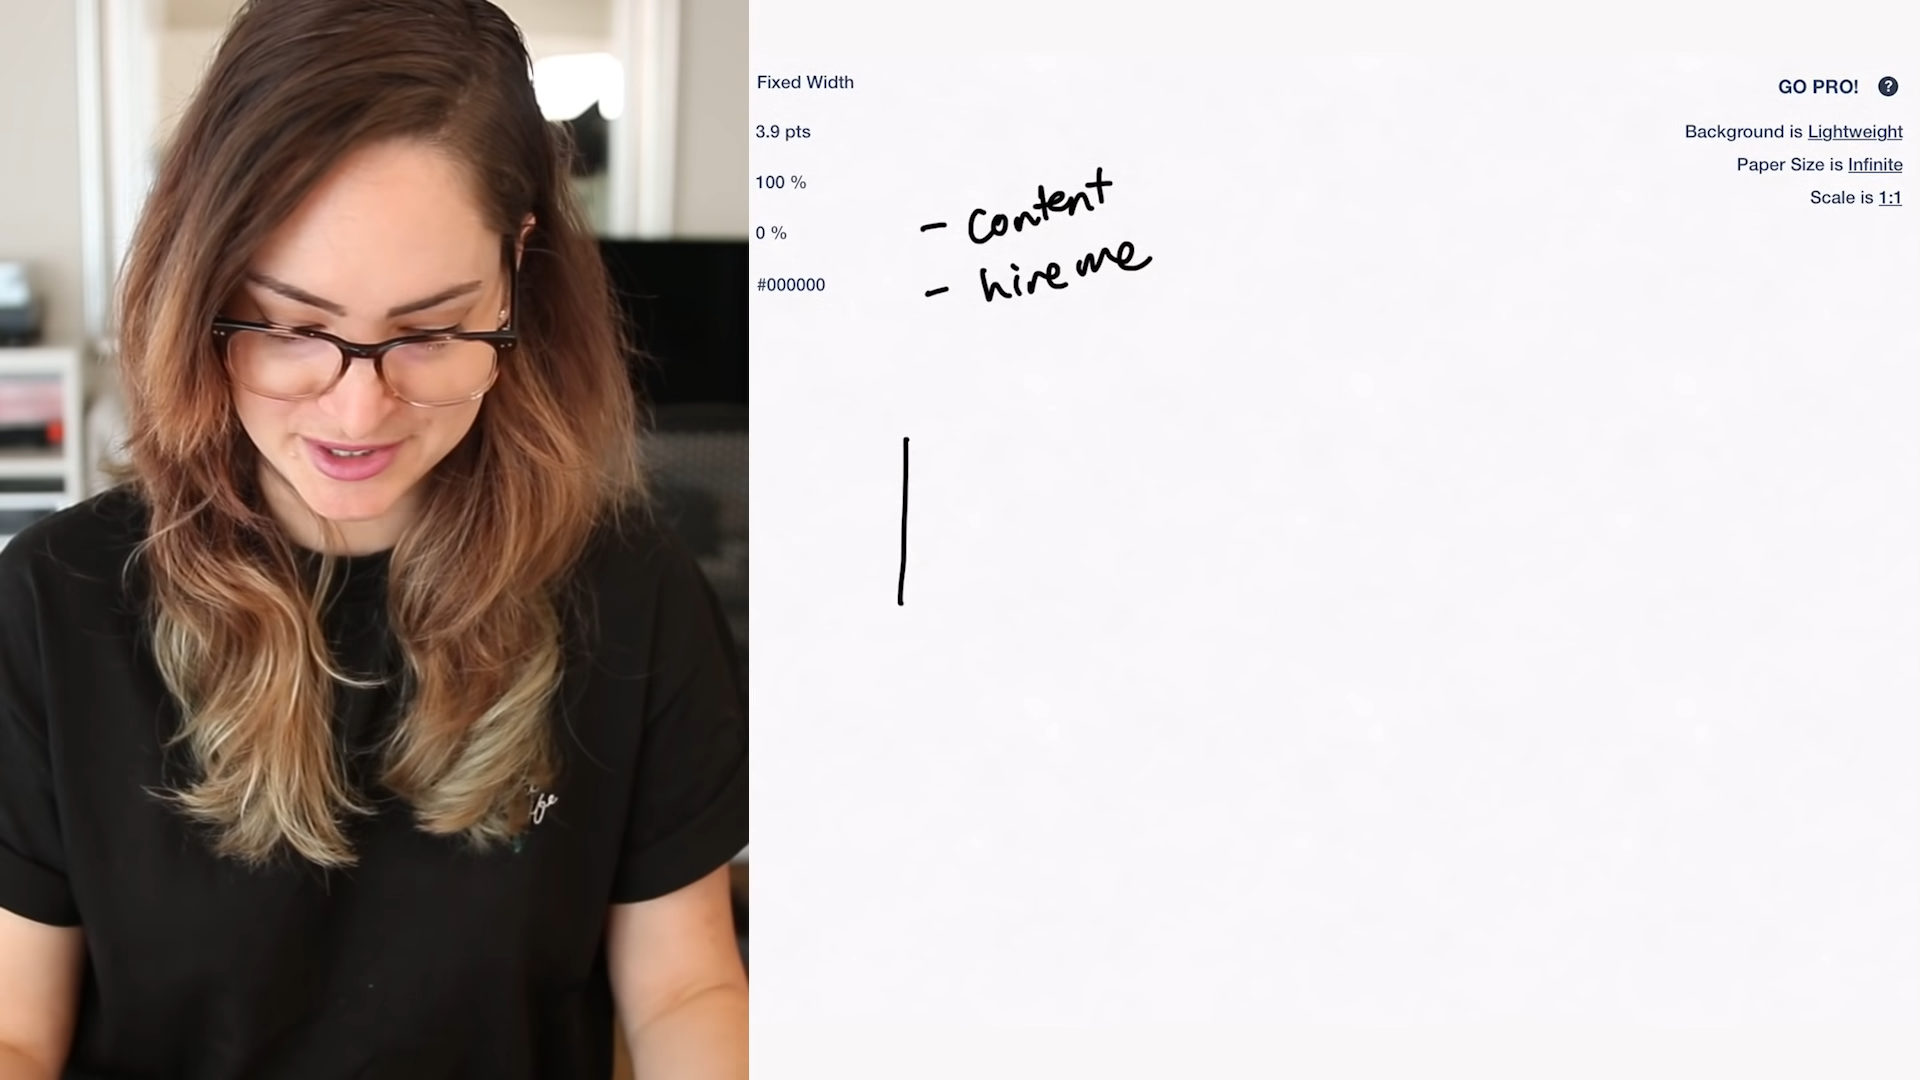 Fixed Width
3.9 pts
100 %
0 %
#000000
GO PRO! ?
Background is Lightweight
Paper Size is Infinite
Scale is 1:1
- content
- hire me